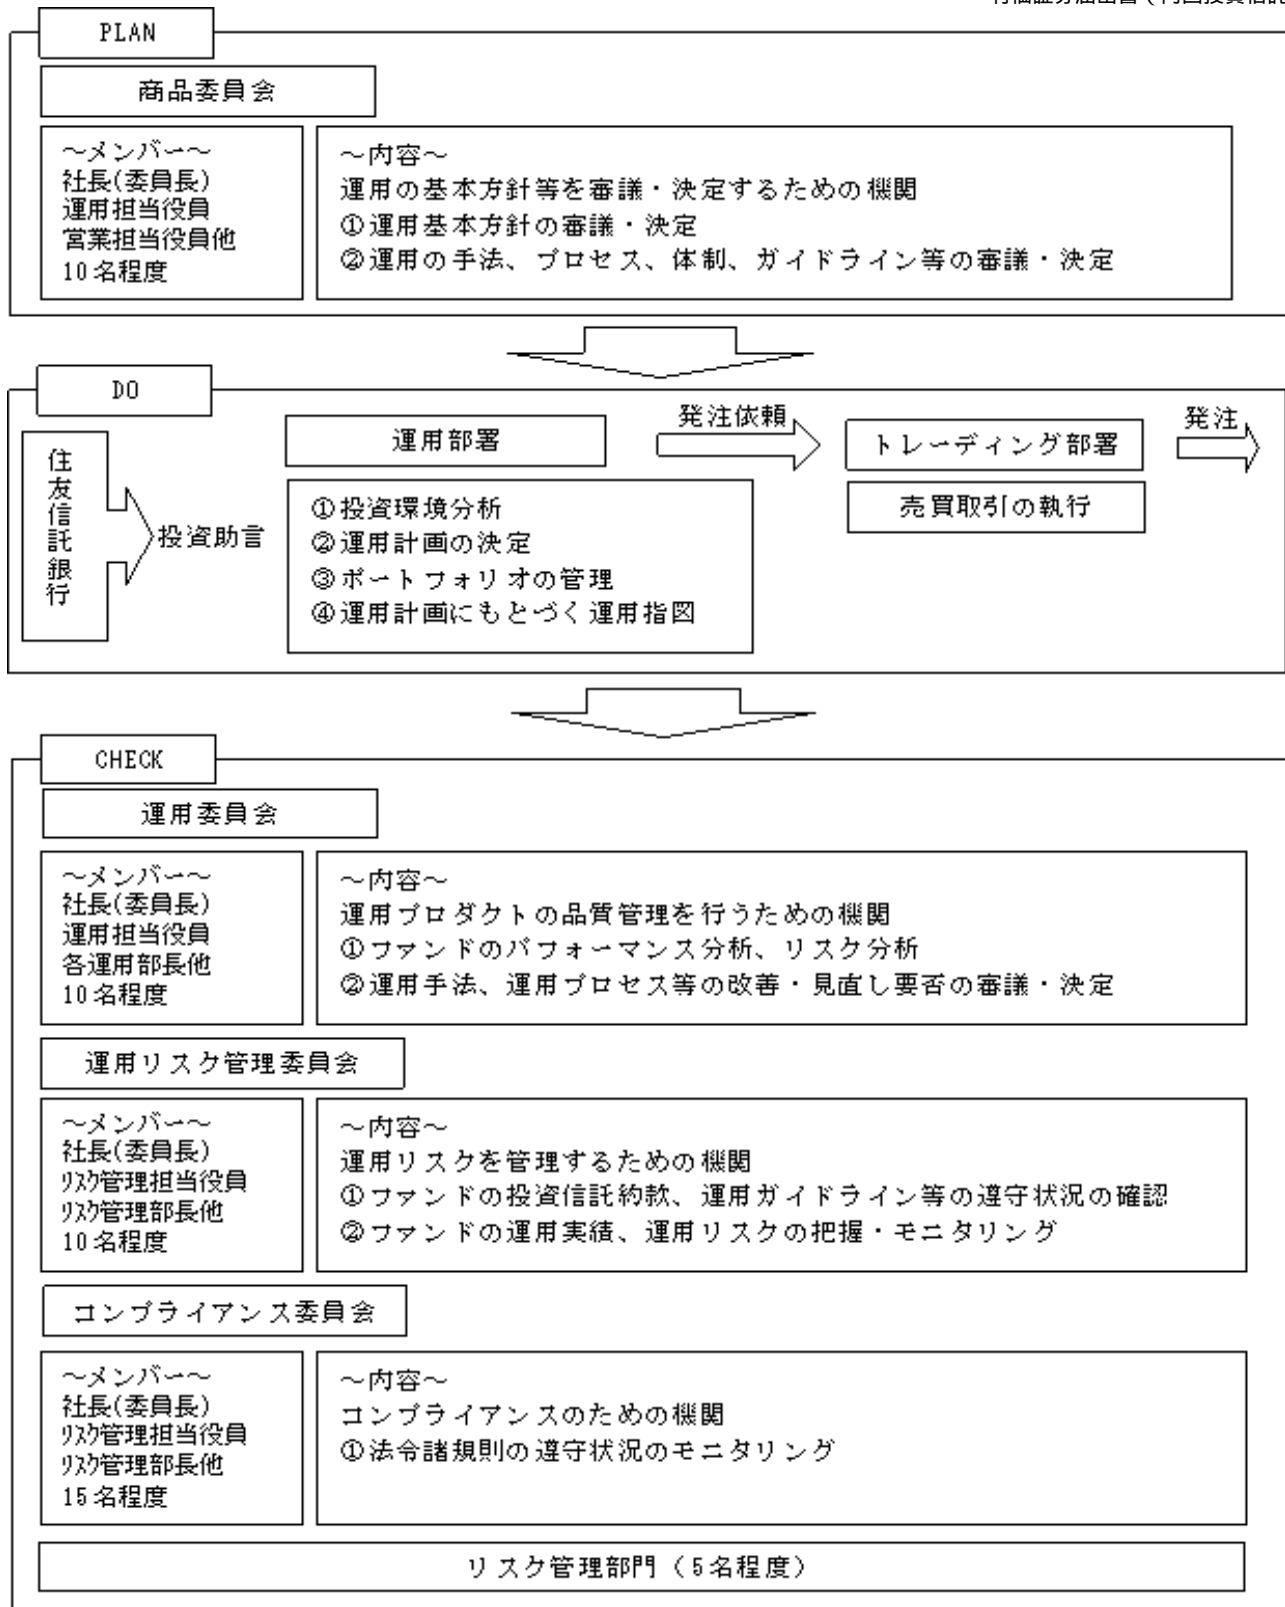 PLAN
商品委員会
～メンバー～
社長(委員長)
運用担当役員
営業担当役員他
10名程度
～内容～
運用の基本方針等を審議・決定するための機関
①運用基本方針の審議・決定
②運用の手法、プロセス、体制、ガイドライン等の審議・決定
DO
住友信託銀行
投資助言
運用部署
①投資環境分析
②運用計画の決定
③ポートフォリオの管理
④運用計画にもとづく運用指図
発注依頼
トレーディング部署
売買取引の執行
発注
CHECK
運用委員会
～メンバー～
社長(委員長)
運用担当役員
各運用部長他
10名程度
～内容～
運用プロダクトの品質管理を行うための機関
①ファンドのパフォーマンス分析、リスク分析
②運用手法、運用プロセス等の改善・見直し要否の審議・決定
運用リスク管理委員会
～メンバー～
社長(委員長)
ﾘｽｸ管理担当役員
ﾘｽｸ管理部長他
10名程度
～内容～
運用リスクを管理するための機関
①ファンドの投資信託約款、運用ガイドライン等の遵守状況の確認
②ファンドの運用実績、運用リスクの把握・モニタリング
コンプライアンス委員会
～メンバー～
社長(委員長)
ﾘｽｸ管理担当役員
ﾘｽｸ管理部長他
15名程度
～内容～
コンプライアンスのための機関
①法令諸規則の遵守状況のモニタリング
リスク管理部門（5名程度）